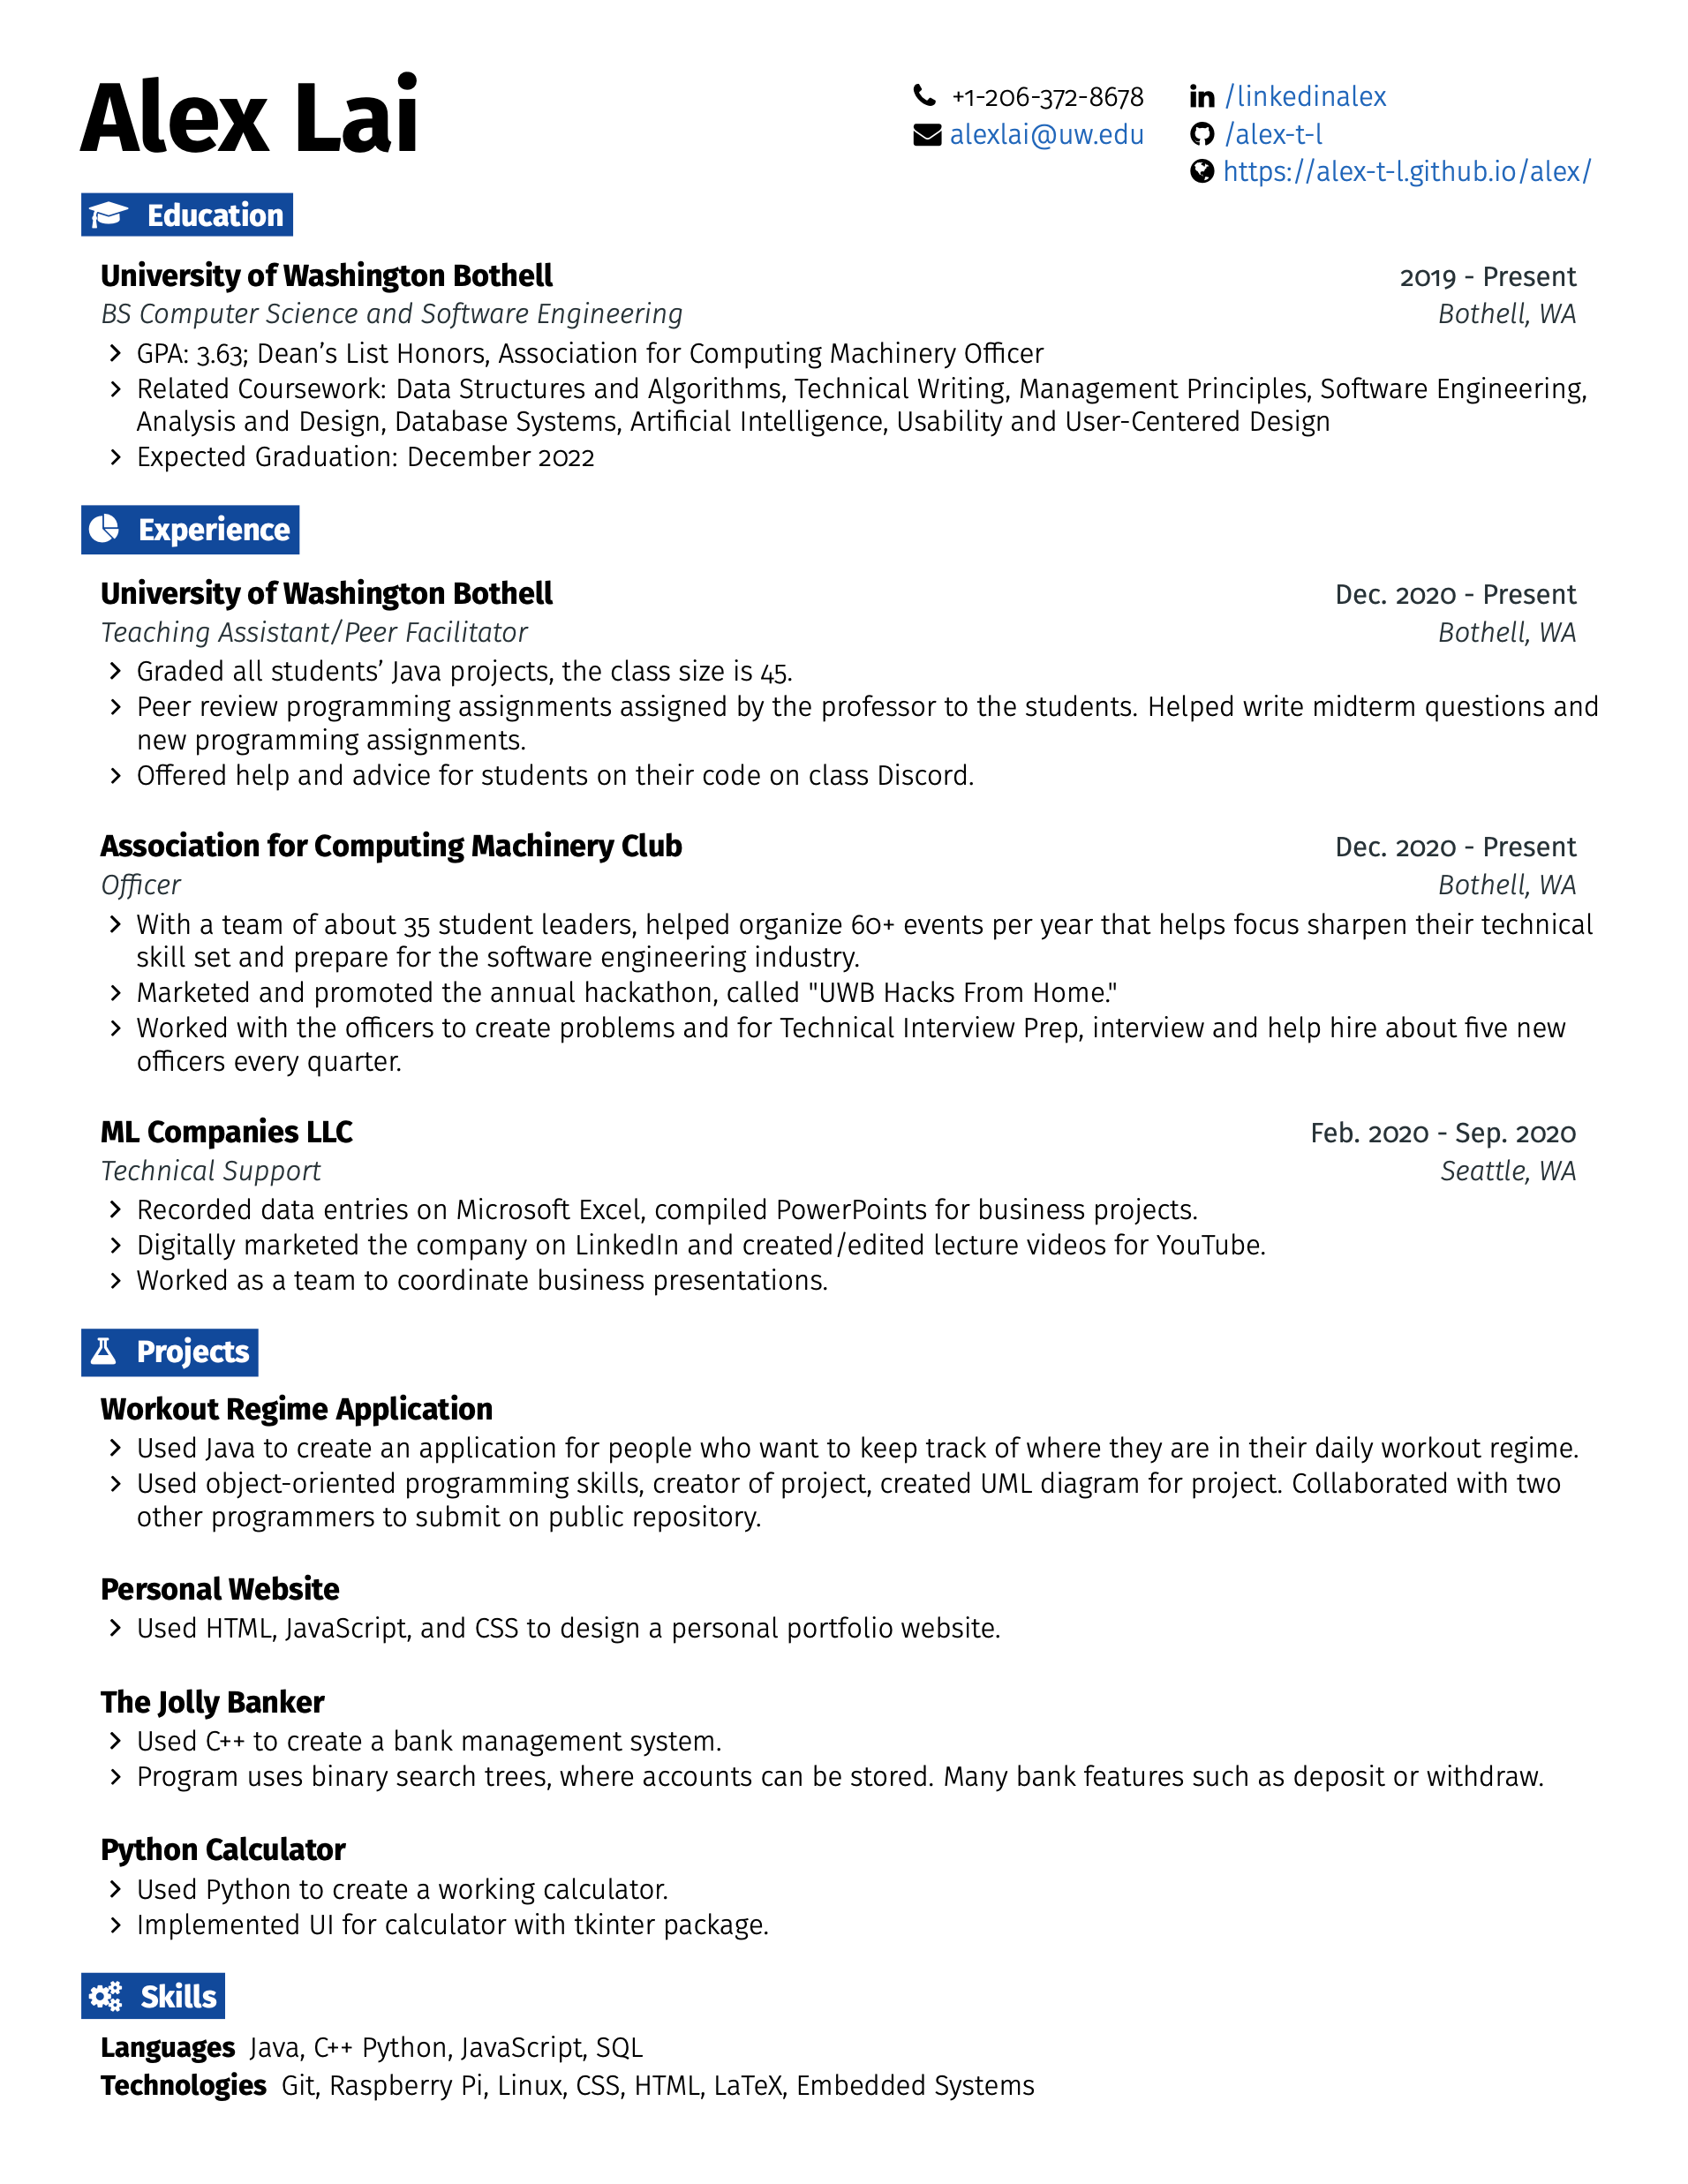 Alex Lai
+1-206-372-8678
alexlai@uw.edu
/linkedinalex
/alex-t-l
https://alex-t-l.github.io/alex/
Education
University of Washington Bothell 2019 - Present
BS Computer Science and Software Engineering Bothell, WA
GPA: 3.63; Dean’s List Honors, Association for Computing Machinery Officer
Related Coursework: Data Structures and Algorithms, Technical Writing, Management Principles, Software Engineering,
Analysis and Design, Database Systems, Artificial Intelligence, Usability and User-Centered Design
Expected Graduation: December 2022
Experience
University of Washington Bothell Dec. 2020 - Present
Teaching Assistant/Peer Facilitator Bothell, WA
Graded all students’ Java projects, the class size is 45.
Peer review programming assignments assigned by the professor to the students. Helped write midterm questions and
new programming assignments.
Offered help and advice for students on their code on class Discord.
Association for Computing Machinery Club Dec. 2020 - Present
Officer Bothell, WA
With a team of about 35 student leaders, helped organize 60+ events per year that helps focus sharpen their technical
skill set and prepare for the software engineering industry.
Marketed and promoted the annual hackathon, called "UWB Hacks From Home."
Worked with the officers to create problems and for Technical Interview Prep, interview and help hire about five new
officers every quarter.
ML Companies LLC Feb. 2020 - Sep. 2020
Technical Support Seattle, WA
Recorded data entries on Microsoft Excel, compiled PowerPoints for business projects.
Digitally marketed the company on LinkedIn and created/edited lecture videos for YouTube.
Worked as a team to coordinate business presentations.
Projects
Workout Regime Application
Used Java to create an application for people who want to keep track of where they are in their daily workout regime.
Used object-oriented programming skills, creator of project, created UML diagram for project. Collaborated with two
other programmers to submit on public repository.
Personal Website
Used HTML, JavaScript, and CSS to design a personal portfolio website.
The Jolly Banker
Used C++ to create a bank management system.
Program uses binary search trees, where accounts can be stored. Many bank features such as deposit or withdraw.
Python Calculator
Used Python to create a working calculator.
Implemented UI for calculator with tkinter package.
Skills
Languages Java, C++ Python, JavaScript, SQL
Technologies Git, Raspberry Pi, Linux, CSS, HTML, LaTeX, Embedded Systems